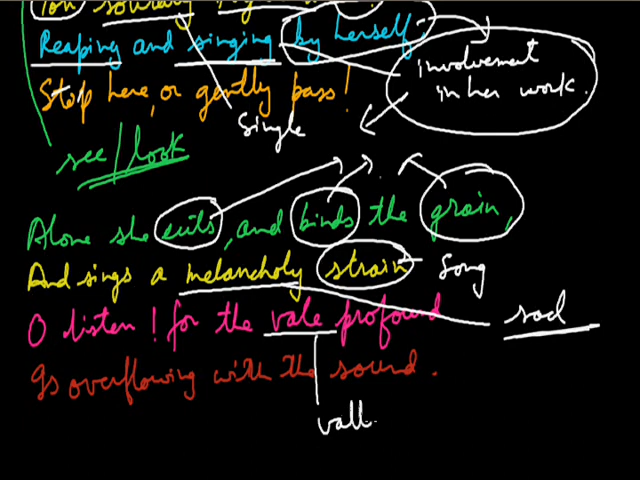 Yon solitary
Reaping and singing by herself;
involvement
in her work.
Stop here, or gently pass!
Single
see/look
Alone she cuts, and binds the grain,
And sings a melancholy strain song
O listen! for the vale profound sad
Is overflowing with the sound.
vall